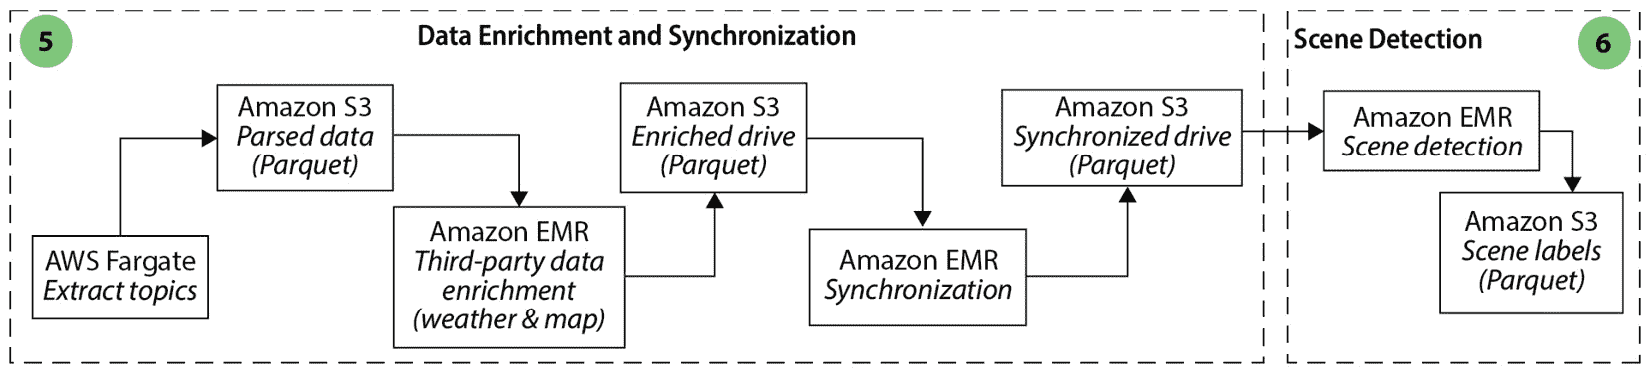 5
Data Enrichment and Synchronization
Amazon S3
Parsed data
(Parquet)
AWS Fargate
Extract topics
Amazon EMR
Third-party data
enrichment
(weather & map)
Amazon S3
Enriched drive
(Parquet)
Amazon EMR
Synchronization
Amazon S3
Synchronized drive
(Parquet)
Scene Detection
6
Amazon EMR
Scene detection
Amazon S3
Scene labels
(Parquet)